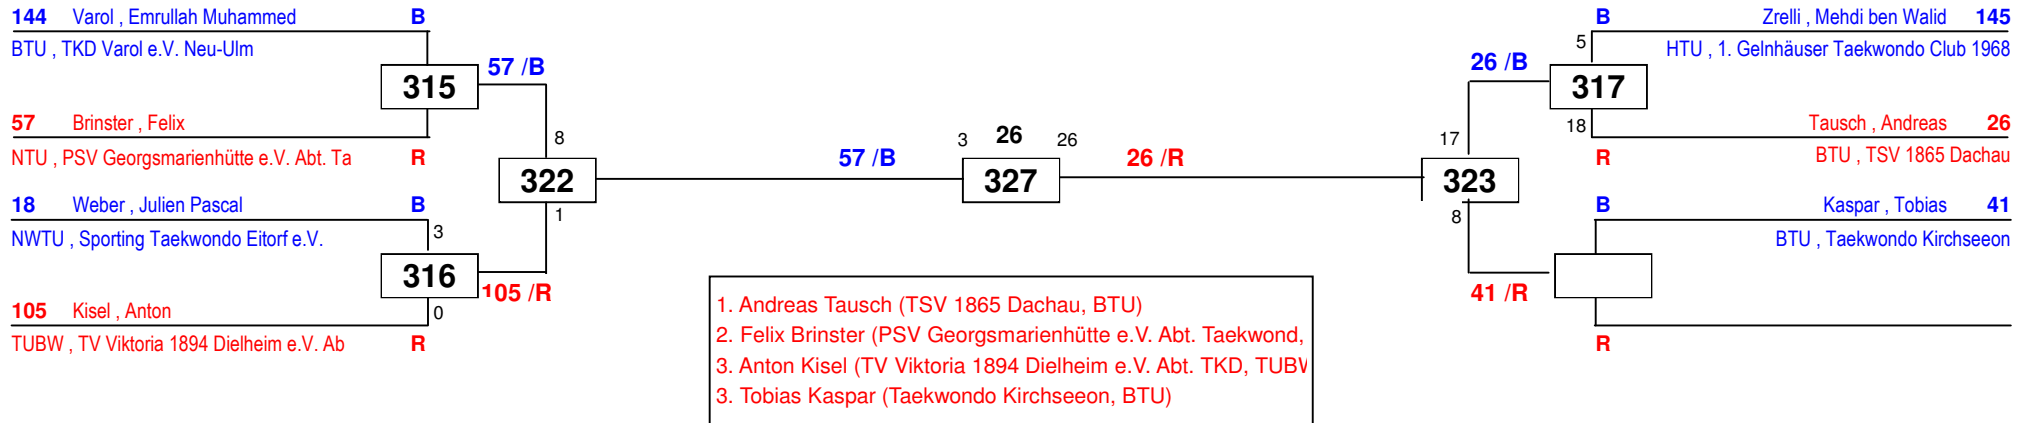 144 Varol , Emrullah Muhammed B
BTU , TKD Varol e.V. Neu-Ulm
315
57 /B
57 Brinster , Felix
NTU , PSV Georgsmarienhütte e.V. Abt. Ta R
8
322
1
18 Weber , Julien Pascal B
NWTU , Sporting Taekwondo Eitorf e.V.
3
316
105 /R
0
105 Kisel , Anton
TUBW , TV Viktoria 1894 Dielheim e.V. Ab R
57 /B
3 26 26
327
26 /R
B Zrelli , Mehdi ben Walid 145
5
HTU , 1. Gelnhäuser Taekwondo Club 1968
26 /B
317
18
Tausch , Andreas 26
R BTU , TSV 1865 Dachau
17
323
8
B Kaspar , Tobias 41
BTU , Taekwondo Kirchseeon
41 /R
R
1. Andreas Tausch (TSV 1865 Dachau, BTU)
2. Felix Brinster (PSV Georgsmarienhütte e.V. Abt. Taekwond,
3. Anton Kisel (TV Viktoria 1894 Dielheim e.V. Abt. TKD, TUBW
3. Tobias Kaspar (Taekwondo Kirchseeon, BTU)